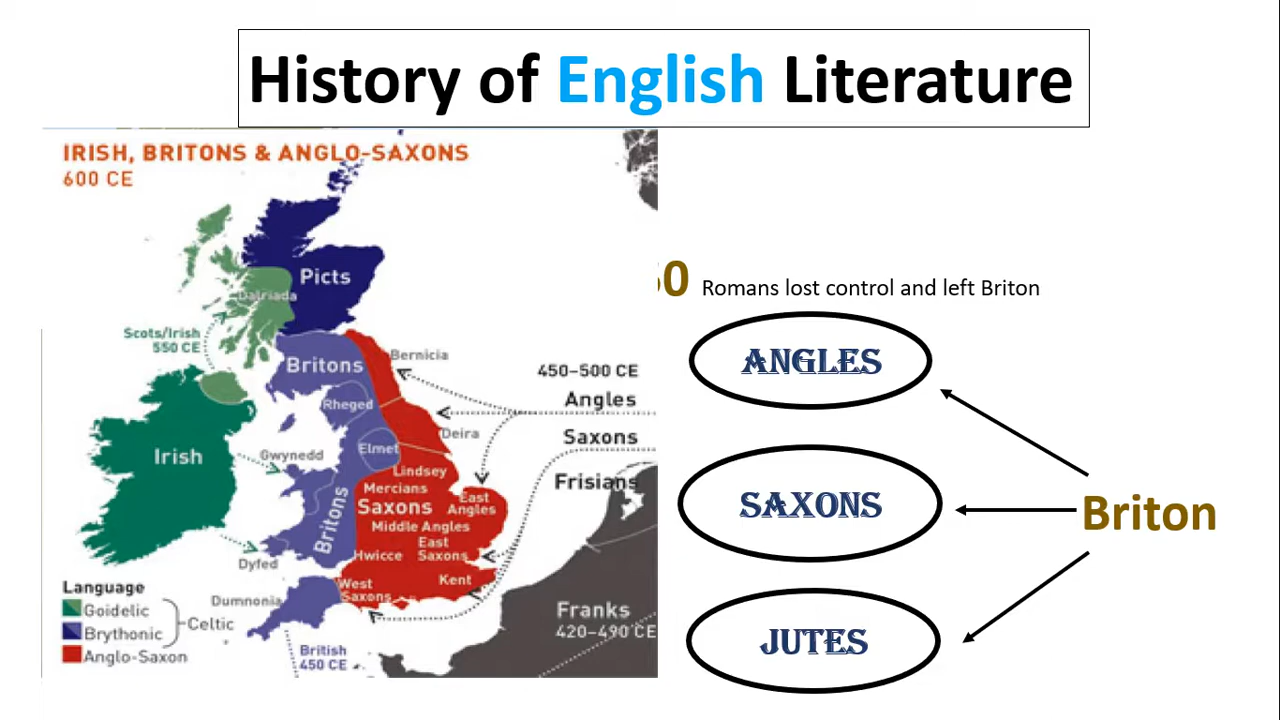 History of English Literature
IRISH, BRITONS & ANGLO-SAXONS
600 CE
Picts
Dalriada
Scots/Irish
550 CE
Britons
Bernicia
Rheged
450–500 CE
Angles
Deira
Saxons
Elmet
Gwynedd
Irish
Lindsey
Frisians
Mercians
East
Angles
Saxons
Britons
Middle Angles
East
Saxons
Hwicce
Dyfed
Kent
West
Saxons
Dumnonia
Language
Goidelic
Brythonic
Celtic
Anglo-Saxon
British
450 CE
Franks
420–490 CE
0 Romans lost control and left Briton
ANGLES
SAXONS
JUTES
Briton